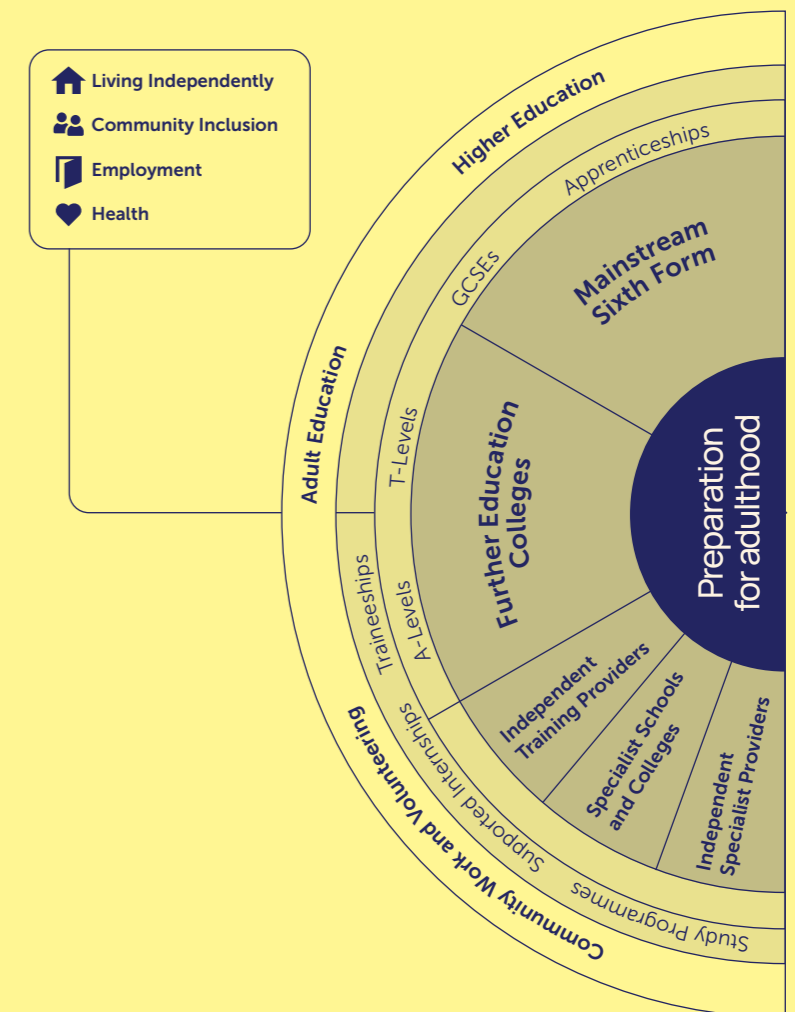 Living Independently
Community Inclusion
Employment
Health
Higher Education
Adult Education
Community Work and Volunteering
Apprenticeships
GCSEs
T-Levels
A-Levels
Traineeships
Supported Internships
Study Programmes
Mainstream
Sixth Form
Further Education
Colleges
Independent
Training Providers
Specialist Schools
and Colleges
Independent
Specialist Providers
Preparation
for adulthood